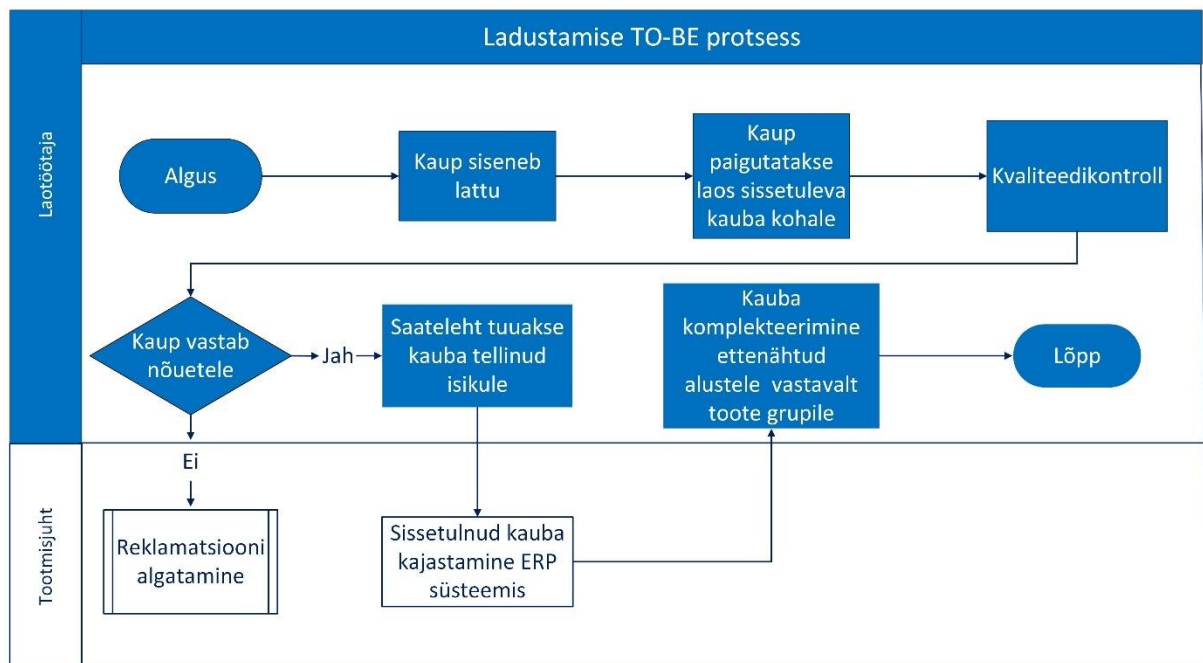 Ladustamise TO-BE protsess
Laotöötaja
Algus
Kaup siseneb
lattu
Kaup
paigutatakse
laos sissetuleva
kauba kohale
Kvaliteedikontroll
Kaup vastab
nõuetele
Jah
Saateleht tuuakse
kauba tellinud
isikule
Kauba
komplekteerimine
ettenähtud
alustele vastavalt
toote grupile
Lõpp
Ei
Tootmisjuht
Reklamatsiooni
algatamine
Sissetulnud kauba
kajastamine ERP
süsteemis